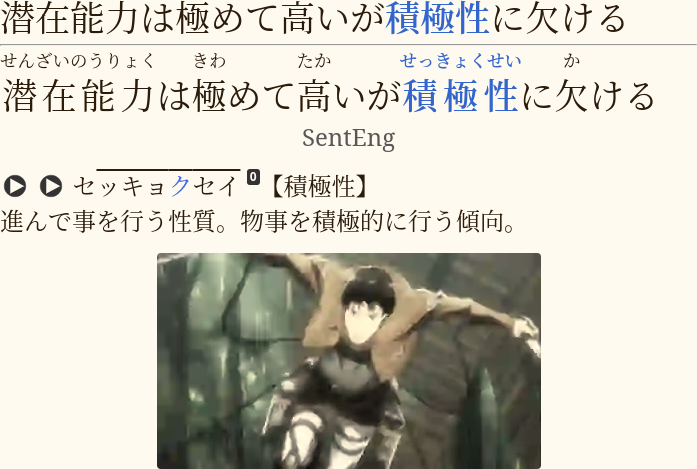 潜在能力は極めて高いが積極性に欠ける
せんざいのうりょく きわ たか せっきょくせい か
潜在能力は極めて高いが積極性に欠ける
SentEng
セッキョクセイ 0【積極性】
進んで事を行う性質。物事を積極的に行う傾向。